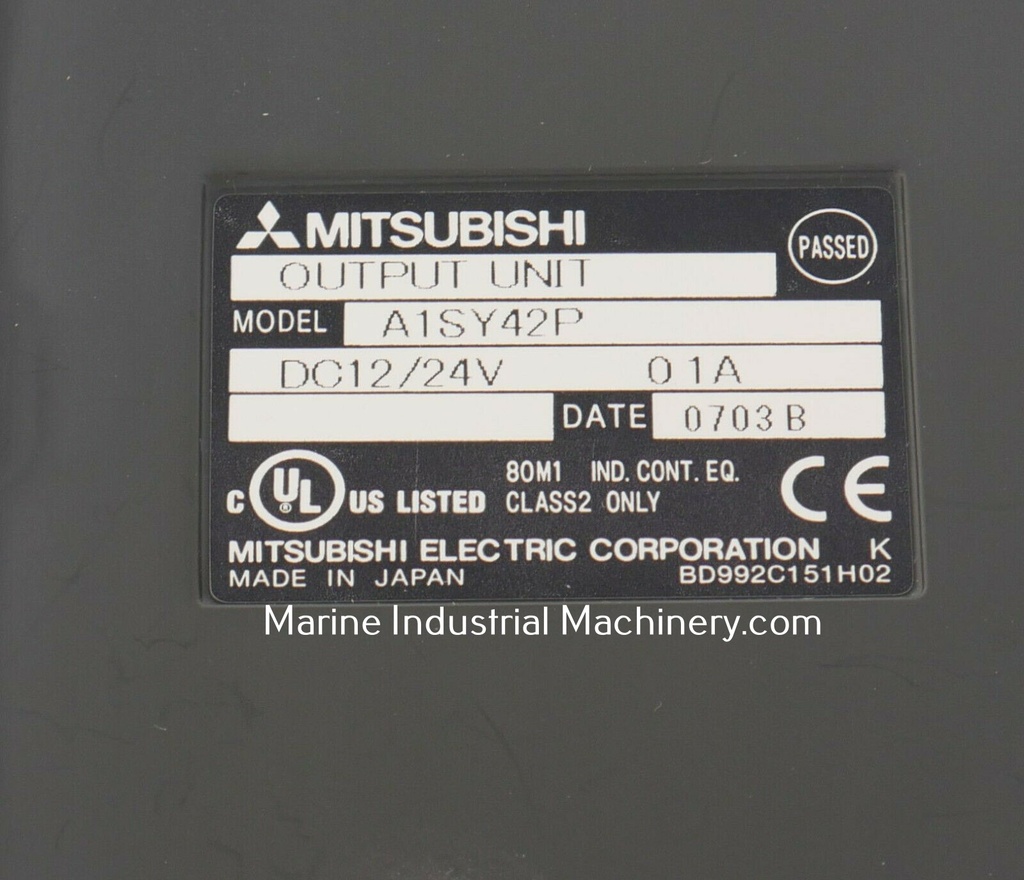 MITSUBISHI
PASSED
OUTPUT UNIT
MODEL A1SY42P
DC12/24V 0 1A
DATE 0703 B
C UL ® US LISTED
80M1 IND. CONT. EQ.
CLASS2 ONLY
CE
MITSUBISHI ELECTRIC CORPORATION K
MADE IN JAPAN BD992C151H02
Marine Industrial Machinery.com